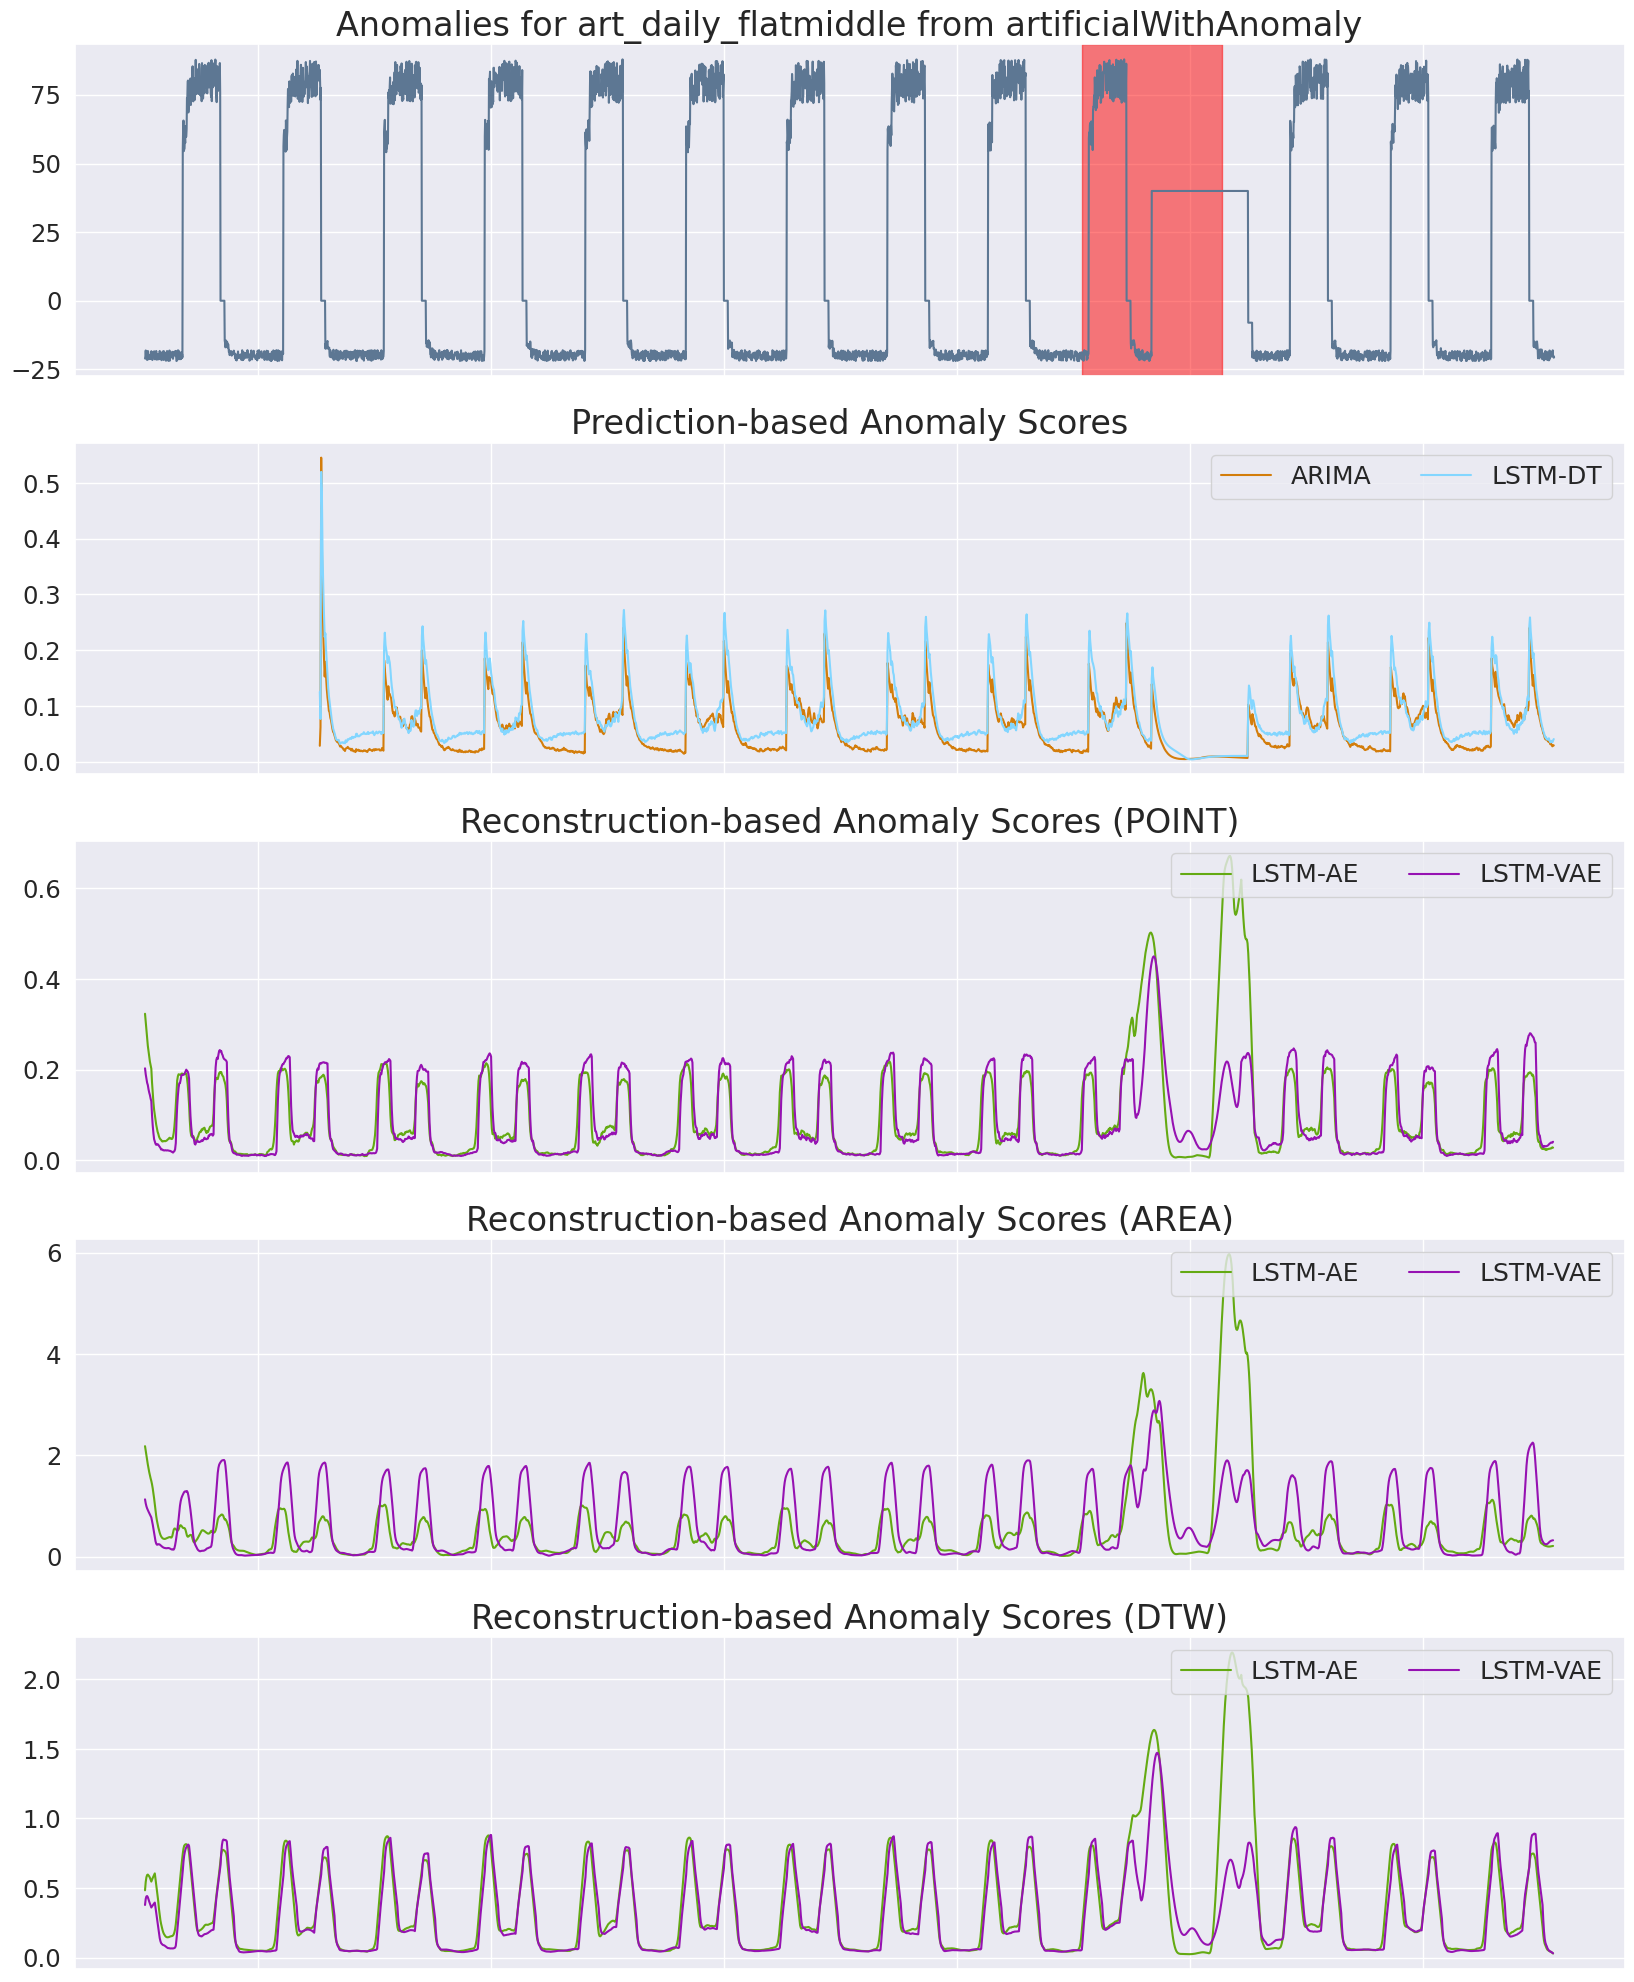 Anomalies for art_daily_flatmiddle from artificialWithAnomaly
75
50
25
0
−25
Prediction-based Anomaly Scores
ARIMA LSTM-DT
0.5
0.4
0.3
0.2
0.1
0.0
Reconstruction-based Anomaly Scores (POINT)
LSTM-AE LSTM-VAE
0.6
0.4
0.2
0.0
Reconstruction-based Anomaly Scores (AREA)
6
LSTM-AE LSTM-VAE
4
2
0
Reconstruction-based Anomaly Scores (DTW)
LSTM-AE LSTM-VAE
2.0
1.5
1.0
0.5
0.0